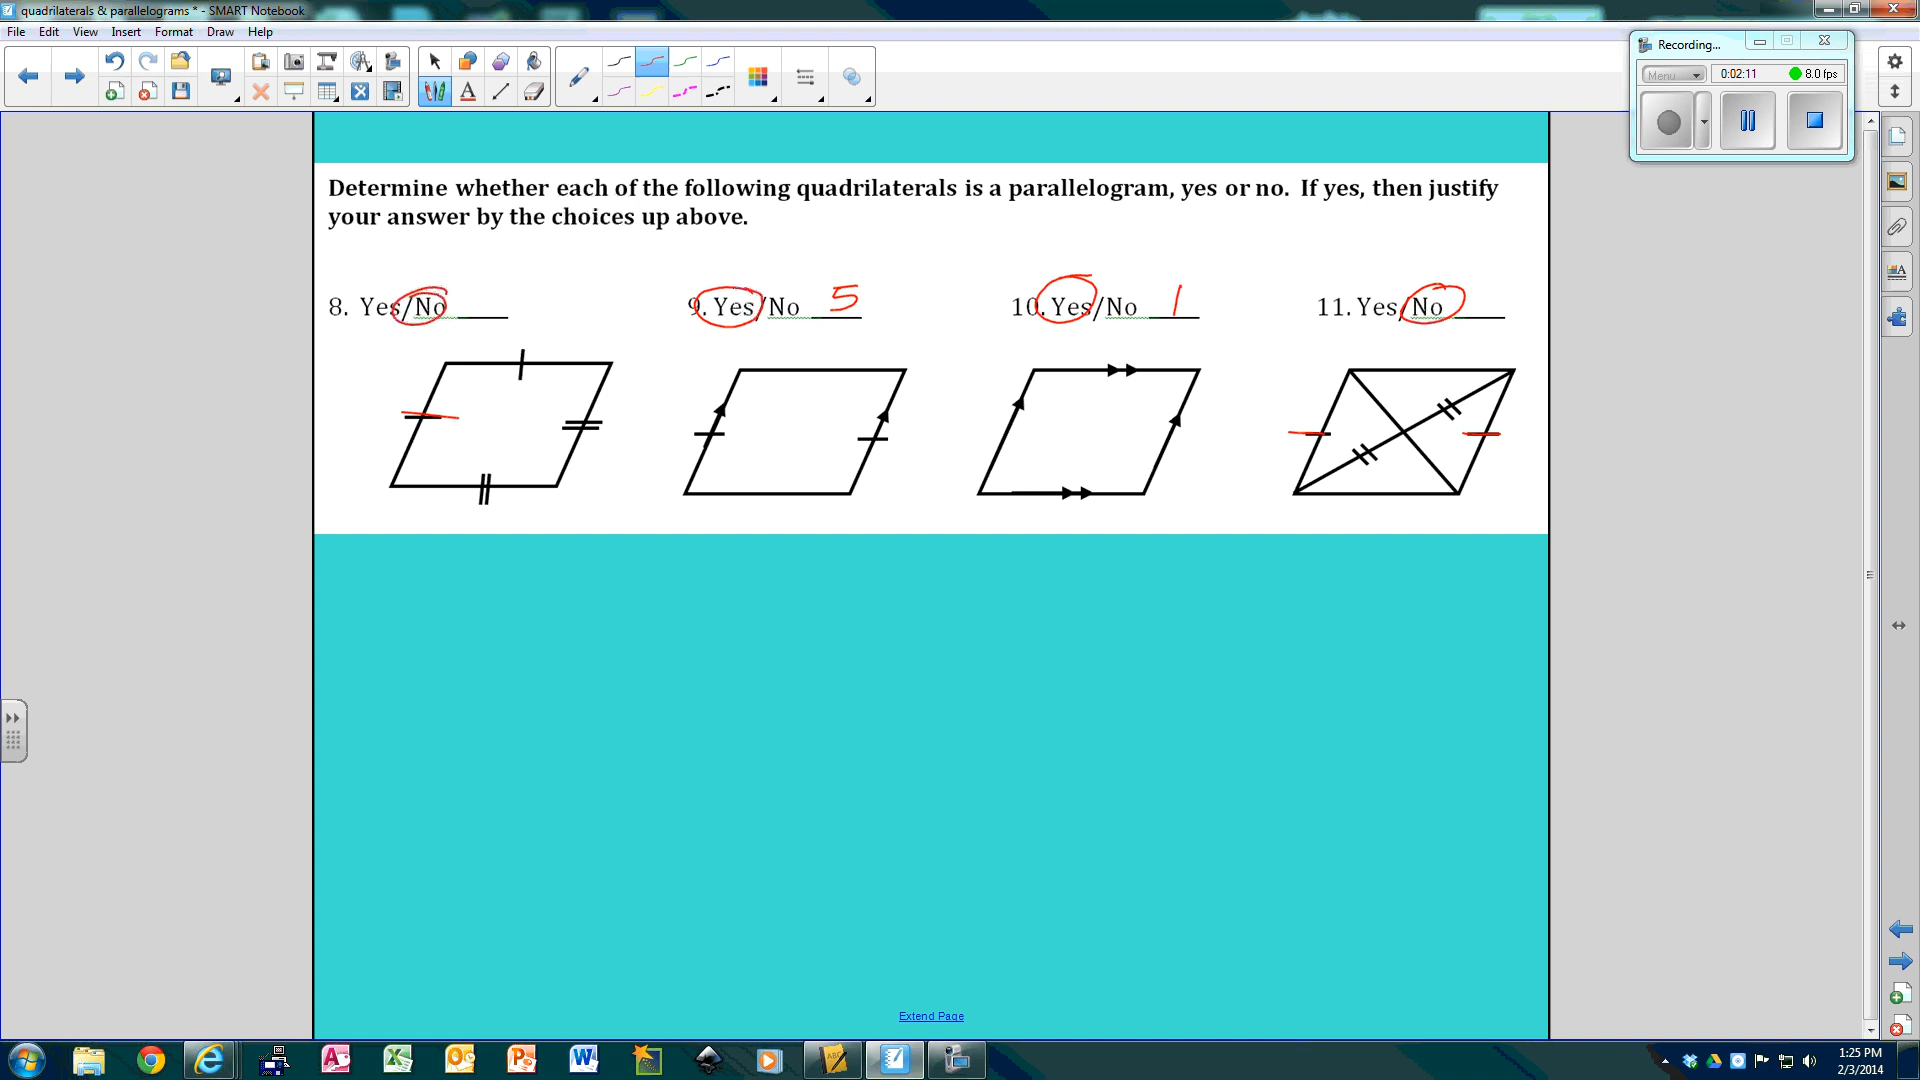 quadrilaterals & parallelograms * - SMART Notebook
File Edit View Insert Format Draw Help
Recording...
Menu 0:02:11 8.0 fps
Determine whether each of the following quadrilaterals is a parallelogram, yes or no. If yes, then justify
your answer by the choices up above.
8. Yes/No ____ 9. Yes/No 5 10. Yes/No 1 11. Yes/No ____
Extend Page
1:25 PM
2/3/2014